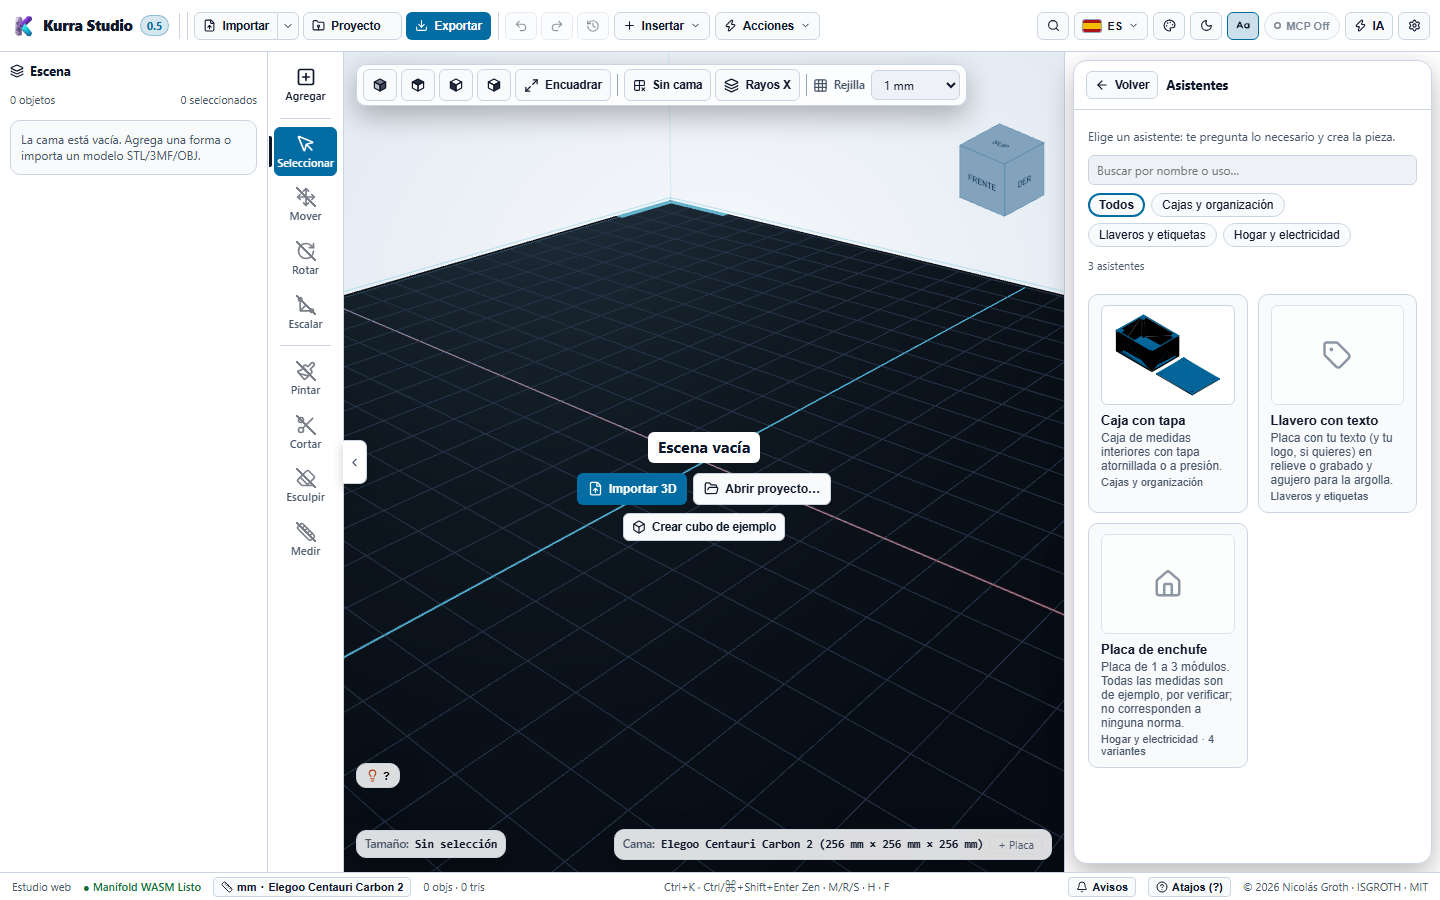 Kurra Studio 0.5 Importar Proyecto Exportar Insertar Acciones ES Aa MCP Off IA
Escena
0 objetos 0 seleccionados
La cama está vacía. Agrega una forma o
importa un modelo STL/3MF/OBJ.
Agregar
Seleccionar
Mover
Rotar
Escalar
Pintar
Cortar
Esculpir
Medir
Encuadrar Sin cama Rayos X Rejilla 1 mm
SUP
FRENTE DER
Escena vacía
Importar 3D Abrir proyecto...
Crear cubo de ejemplo
?
Tamaño: Sin selección
Cama: Elegoo Centauri Carbon 2 (256 mm × 256 mm × 256 mm) + Placa
Volver Asistentes
Elige un asistente: te pregunta lo necesario y crea la pieza.
Buscar por nombre o uso...
Todos Cajas y organización
Llaveros y etiquetas Hogar y electricidad
3 asistentes
Caja con tapa
Caja de medidas
interiores con tapa
atornillada o a presión.
Cajas y organización
Llavero con texto
Placa con tu texto (y tu
logo, si quieres) en
relieve o grabado y
agujero para la argolla.
Llaveros y etiquetas
Placa de enchufe
Placa de 1 a 3 módulos.
Todas las medidas son
de ejemplo, por verificar;
no corresponden a
ninguna norma.
Hogar y electricidad · 4
variantes
Estudio web ● Manifold WASM Listo mm · Elegoo Centauri Carbon 2 0 objs · 0 tris Ctrl+K · Ctrl/⌘+Shift+Enter Zen · M/R/S · H · F Avisos Atajos (?) © 2026 Nicolás Groth · ISGROTH · MIT